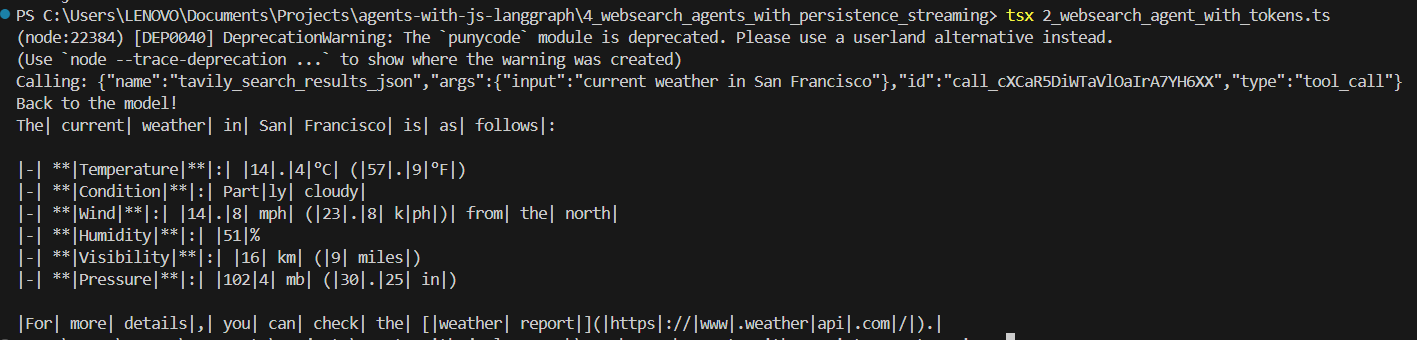 PS C:\Users\LENOVO\Documents\Projects\agents-with-js-langgraph\4_websearch_agents_with_persistence_streaming> tsx 2_websearch_agent_with_tokens.ts
(node:22384) [DEP0040] DeprecationWarning: The `punycode` module is deprecated. Please use a userland alternative instead.
(Use `node --trace-deprecation ...` to show where the warning was created)
Calling: {"name":"tavily_search_results_json","args":{"input":"current weather in San Francisco"},"id":"call_cXCaR5DiWTaVlOaIrA7YH6XX","type":"tool_call"}
Back to the model!
The| current| weather| in| San| Francisco| is| as| follows|:
|-| **|Temperature|**|:| |14|.|4|°C| (|57|.|9|°F|)
|-| **|Condition|**|:| Part|ly| cloudy|
|-| **|Wind|**|:| |14|.|8| mph| (|23|.|8| k|ph|)| from| the| north|
|-| **|Humidity|**|:| |51|%
|-| **|Visibility|**|:| |16| km| (|9| miles|)
|-| **|Pressure|**|:| |102|4| mb| (|30|.|25| in|)
|For| more| details|,| you| can| check| the| [|weather| report|](|https|://|www|.weather|api|.com|/|).|